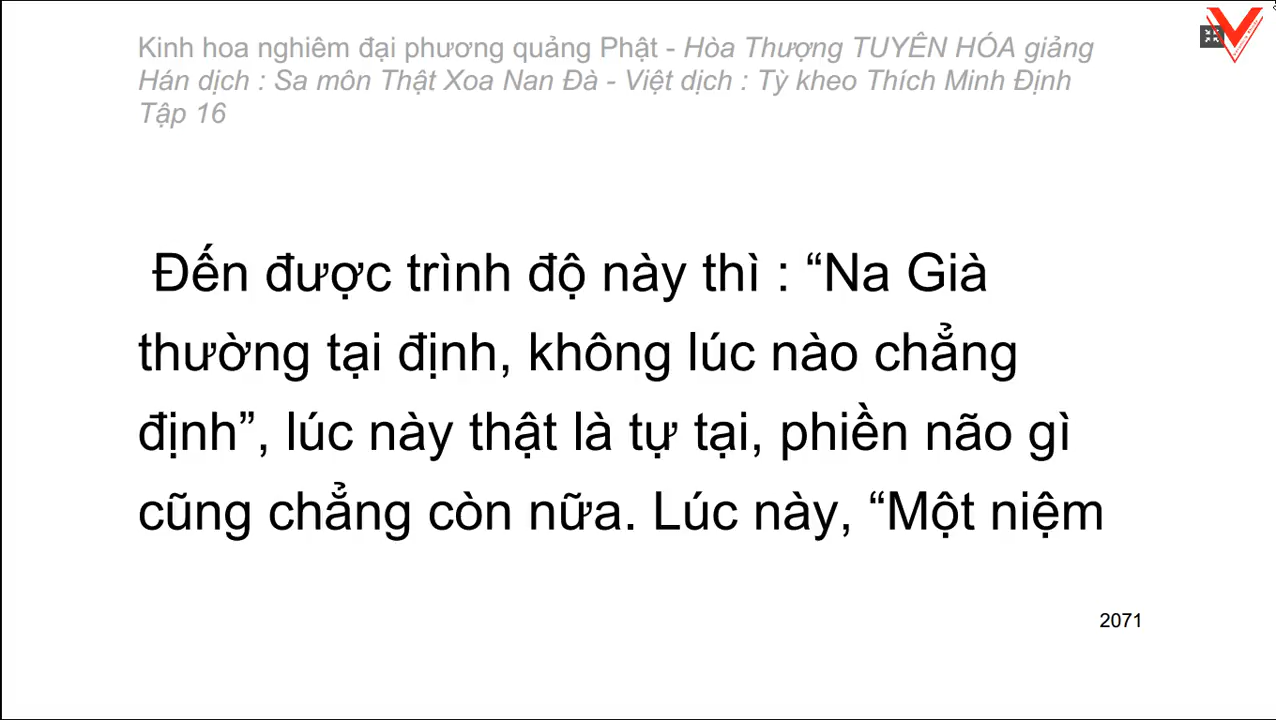 Kinh hoa nghiêm đại phương quảng Phật - Hòa Thượng TUYÊN HÓA giảng
Hán dịch : Sa môn Thật Xoa Nan Đà - Việt dịch : Tỳ kheo Thích Minh Định
Tập 16
Đến được trình độ này thì : “Na Già
thường tại định, không lúc nào chẳng
định”, lúc này thật là tự tại, phiền não gì
cũng chẳng còn nữa. Lúc này, “Một niệm
2071